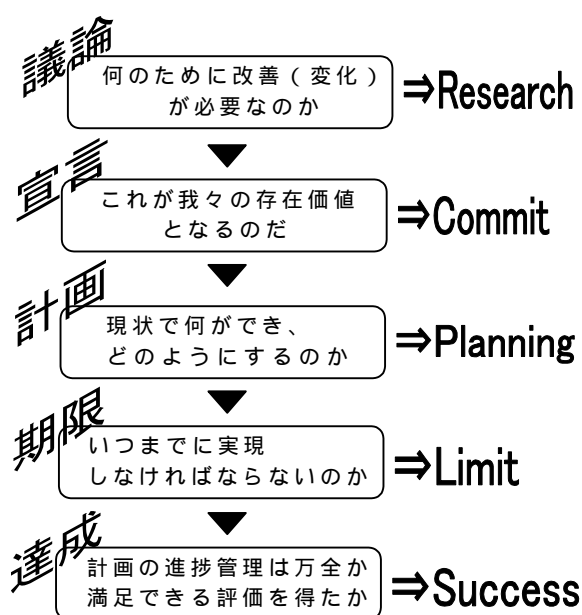 議論
何のために改善(変化)
が必要なのか
⇒Research
宣言
これが我々の存在価値
となるのだ
⇒Commit
計画
現状で何ができ、
どのようにするのか
⇒Planning
期限
いつまでに実現
しなければならないのか
⇒Limit
達成
計画の進捗管理は万全か
満足できる評価を得たか
⇒Success